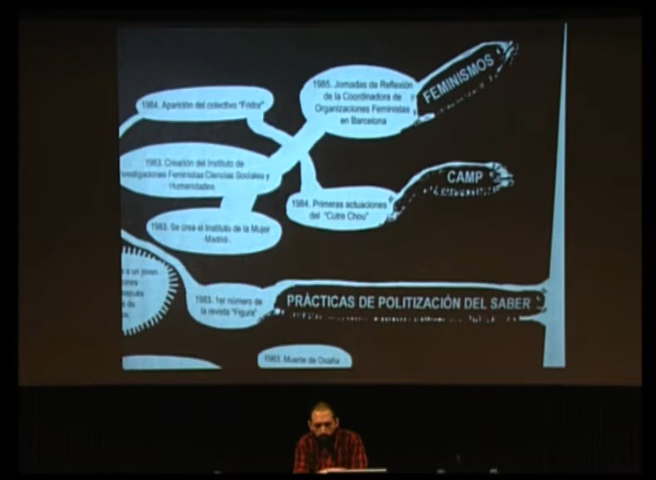 1985. Jornadas de Reflexión
de la Coordinadora de
Organizaciones Feministas
en Barcelona
FEMINISMOS
1984. Aparición del colectivo "Fridor"
1983. Creación del Instituto de
Investigaciones Feministas Ciencias Sociales y
Humanidades
CAMP
1984. Primeras actuaciones
del "Cutre Chou"
1983. Se crea el Instituto de la Mujer
Madrid
a un joven
1983. 1er número de
la revista "Figura"
PRÁCTICAS DE POLITIZACIÓN DEL SABER
1983. Muerte de Ocaña